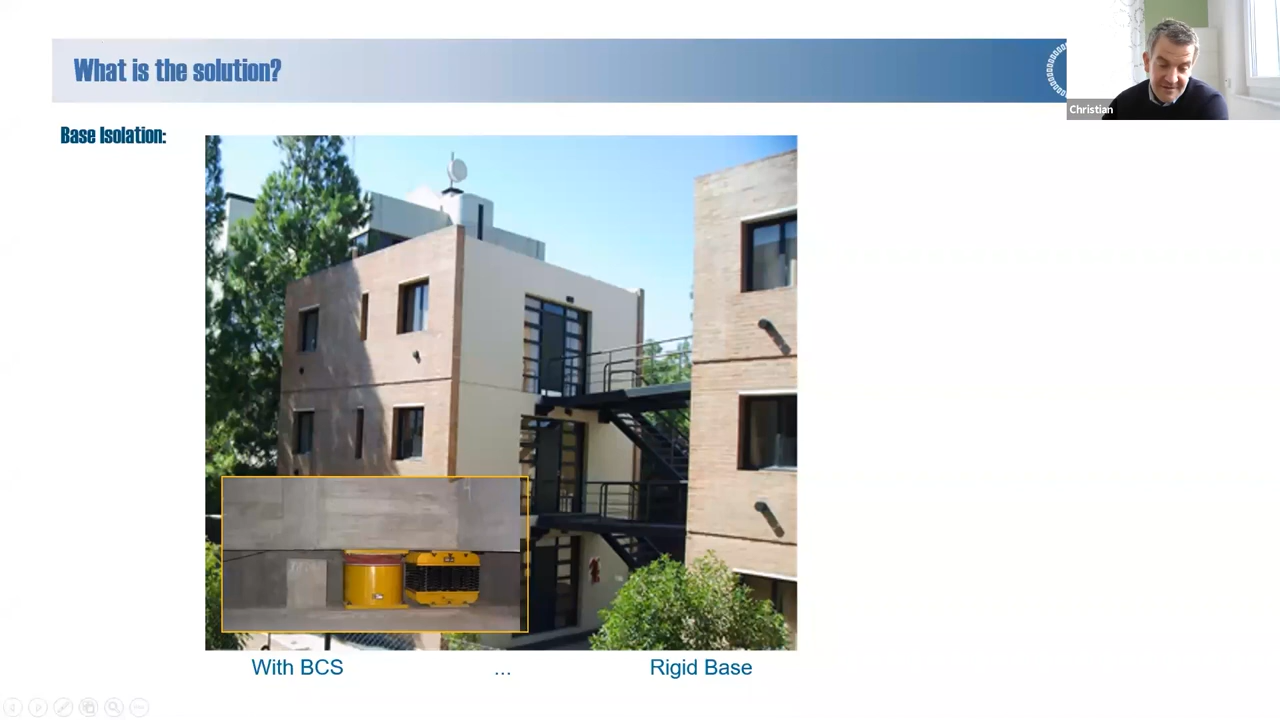 What is the solution?
Christian
Base Isolation:
With BCS
...
Rigid Base